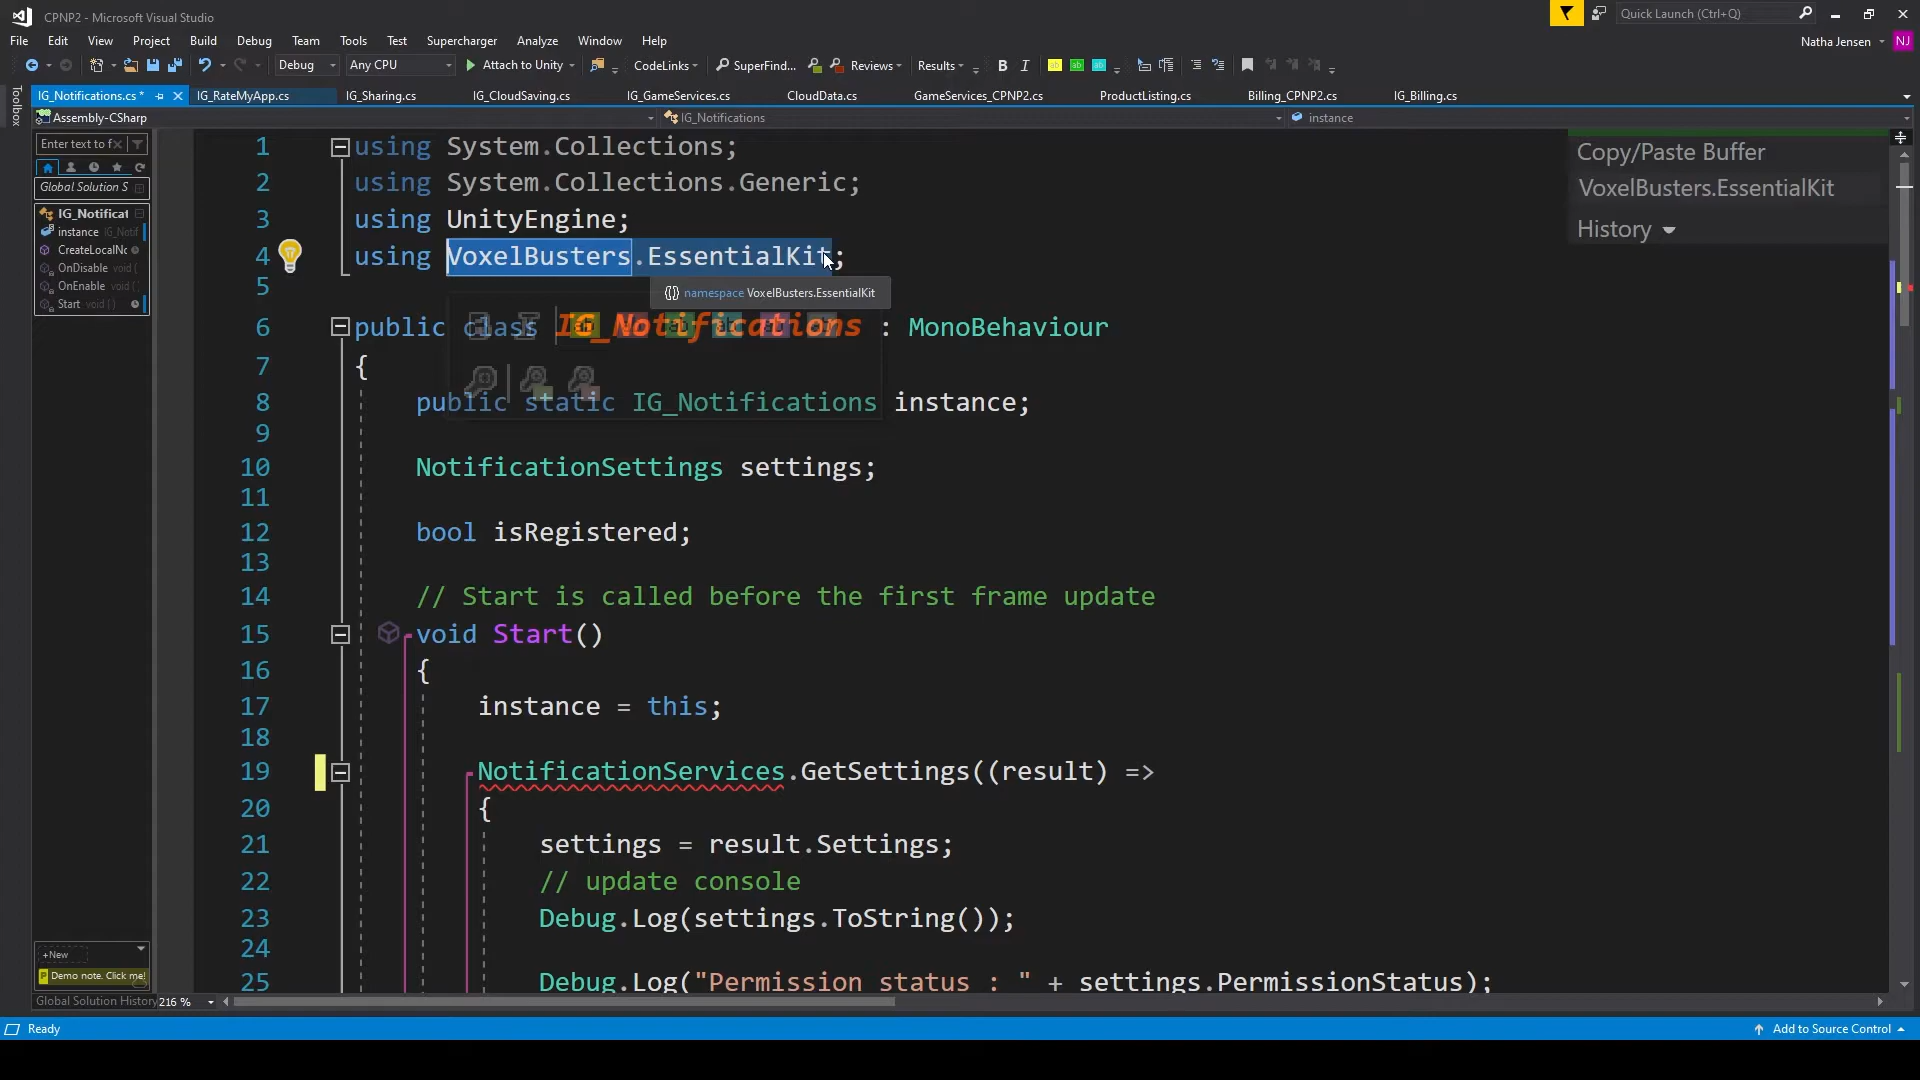 CPNP2 - Microsoft Visual Studio
Quick Launch (Ctrl+Q)
File Edit View Project Build Debug Team Tools Test Supercharger Analyze Window Help
Natha Jensen NJ
Debug Any CPU Attach to Unity CodeLinks SuperFind... Reviews Results B I
IG_Notifications.cs* IG_RateMyApp.cs IG_Sharing.cs IG_CloudSaving.cs IG_GameServices.cs CloudData.cs GameServices_CPNP2.cs ProductListing.cs Billing_CPNP2.cs IG_Billing.cs
Toolbox
Assembly-CSharp IG_Notifications instance
Enter text to f
Global Solution S
IG_Notificat
instance IG_Notif
CreateLocalNo
OnDisable void (
OnEnable void (
Start void ()
+New
Demo note. Click me!
Global Solution History
1 using System.Collections;
2 using System.Collections.Generic;
3 using UnityEngine;
4 using VoxelBusters.EssentialKit;
5
namespace VoxelBusters.EssentialKit
6 public class IG_Notifications : MonoBehaviour
7 {
8 public static IG_Notifications instance;
9
10 NotificationSettings settings;
11
12 bool isRegistered;
13
14 // Start is called before the first frame update
15 void Start()
16 {
17 instance = this;
18
19 NotificationServices.GetSettings((result) =>
20 {
21 settings = result.Settings;
22 // update console
23 Debug.Log(settings.ToString());
24
25 Debug.Log("Permission status : " + settings.PermissionStatus);
Copy/Paste Buffer
VoxelBusters.EssentialKit
History
216 %
Ready
Add to Source Control